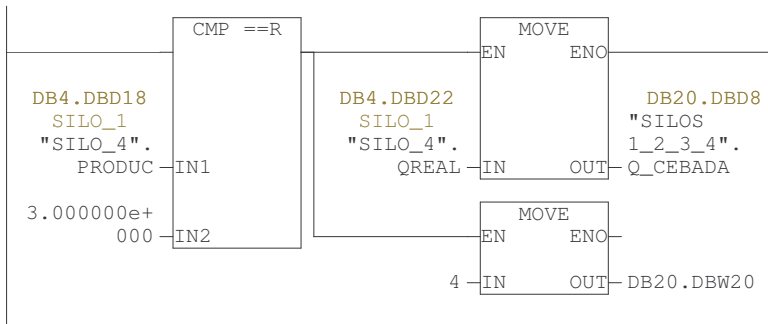 CMP ==R
MOVE
EN ENO
DB4.DBD18
DB4.DBD22
DB20.DBD8
SILO_1
SILO_1
"SILOS
"SILO_4".
"SILO_4".
1_2_3_4".
PRODUC IN1
QREAL IN OUT Q_CEBADA
3.000000e+
MOVE
000 IN2
EN ENO
4 IN OUT DB20.DBW20